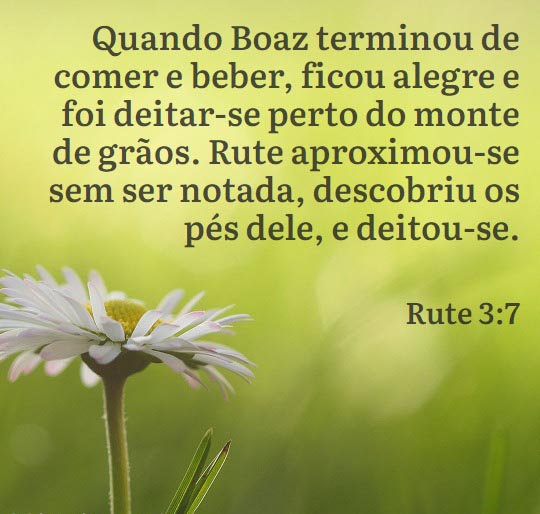 Quando Boaz terminou de
comer e beber, ficou alegre e
foi deitar-se perto do monte
de grãos. Rute aproximou-se
sem ser notada, descobriu os
pés dele, e deitou-se.
Rute 3:7